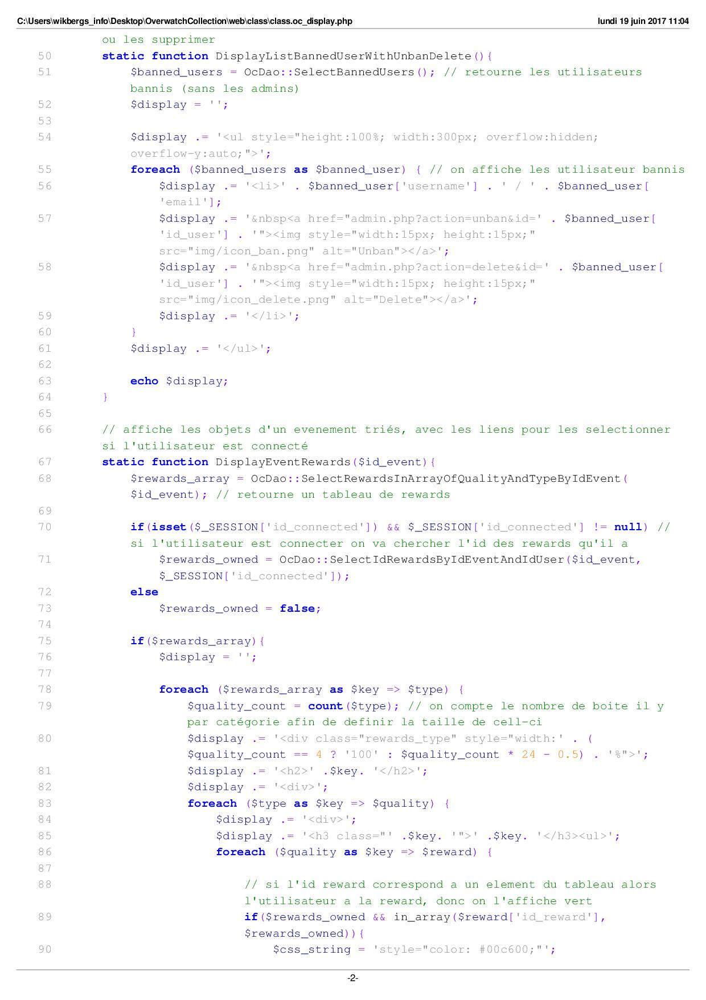 C:\Users\wikbergs_info\Desktop\OverwatchCollection\web\class\class.oc_display.php lundi 19 juin 2017 11:04
ou les supprimer
50 static function DisplayListBannedUserWithUnbanDelete(){
51 $banned_users = OcDao::SelectBannedUsers(); // retourne les utilisateurs
bannis (sans les admins)
52 $display = '';
53
54 $display .= '<ul style="height:100%; width:300px; overflow:hidden;
overflow-y:auto;">';
55 foreach ($banned_users as $banned_user) { // on affiche les utilisateur bannis
56 $display .= '<li>' . $banned_user['username'] . ' / ' . $banned_user[
'email'];
57 $display .= '&nbsp<a href="admin.php?action=unban&id=' . $banned_user[
'id_user'] . '"><img style="width:15px; height:15px;"
src="img/icon_ban.png" alt="Unban"></a>';
58 $display .= '&nbsp<a href="admin.php?action=delete&id=' . $banned_user[
'id_user'] . '"><img style="width:15px; height:15px;"
src="img/icon_delete.png" alt="Delete"></a>';
59 $display .= '</li>';
60 }
61 $display .= '</ul>';
62
63 echo $display;
64 }
65
66 // affiche les objets d'un evenement triés, avec les liens pour les selectionner
si l'utilisateur est connecté
67 static function DisplayEventRewards($id_event){
68 $rewards_array = OcDao::SelectRewardsInArrayOfQualityAndTypeByIdEvent(
$id_event); // retourne un tableau de rewards
69
70 if(isset($_SESSION['id_connected']) && $_SESSION['id_connected'] != null) //
si l'utilisateur est connecter on va chercher l'id des rewards qu'il a
71 $rewards_owned = OcDao::SelectIdRewardsByIdEventAndIdUser($id_event,
$_SESSION['id_connected']);
72 else
73 $rewards_owned = false;
74
75 if($rewards_array){
76 $display = '';
77
78 foreach ($rewards_array as $key => $type) {
79 $quality_count = count($type); // on compte le nombre de boite il y
par catégorie afin de definir la taille de cell-ci
80 $display .= '<div class="rewards_type" style="width:' . (
$quality_count == 4 ? '100' : $quality_count * 24 - 0.5) . '%">';
81 $display .= '<h2>' .$key. '</h2>';
82 $display .= '<div>';
83 foreach ($type as $key => $quality) {
84 $display .= '<div>';
85 $display .= '<h3 class="' .$key. '">' .$key. '</h3><ul>';
86 foreach ($quality as $key => $reward) {
87
88 // si l'id reward correspond a un element du tableau alors
l'utilisateur a la reward, donc on l'affiche vert
89 if($rewards_owned && in_array($reward['id_reward'],
$rewards_owned)){
90 $css_string = 'style="color: #00c600;"';
-2-